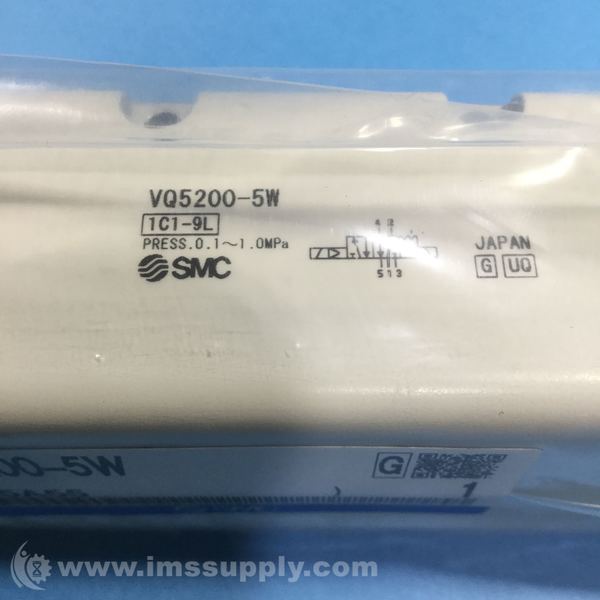 VQ5200-5W
1C1-9L
PRESS.0.1~1.0MPa
SMC
4 2
5 1 3
JAPAN
G UQ
00-5W
G
1
www.imssupply.com